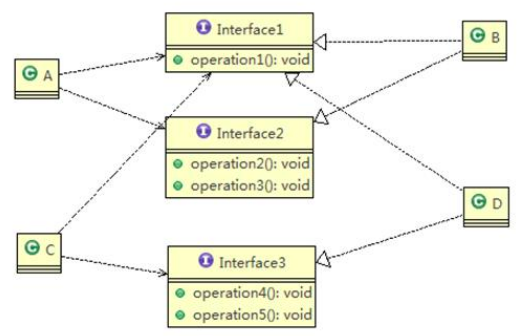 Interface1
operation1(): void
B
A
Interface2
operation2(): void
operation3(): void
D
C
Interface3
operation4(): void
operation5(): void